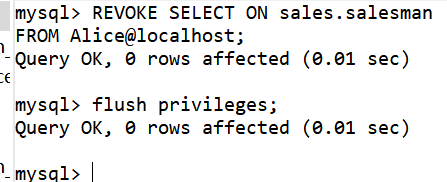 mysql> REVOKE SELECT ON sales.salesman
FROM Alice@localhost;
Query OK, 0 rows affected (0.01 sec)
mysql> flush privileges;
Query OK, 0 rows affected (0.01 sec)
mysql>